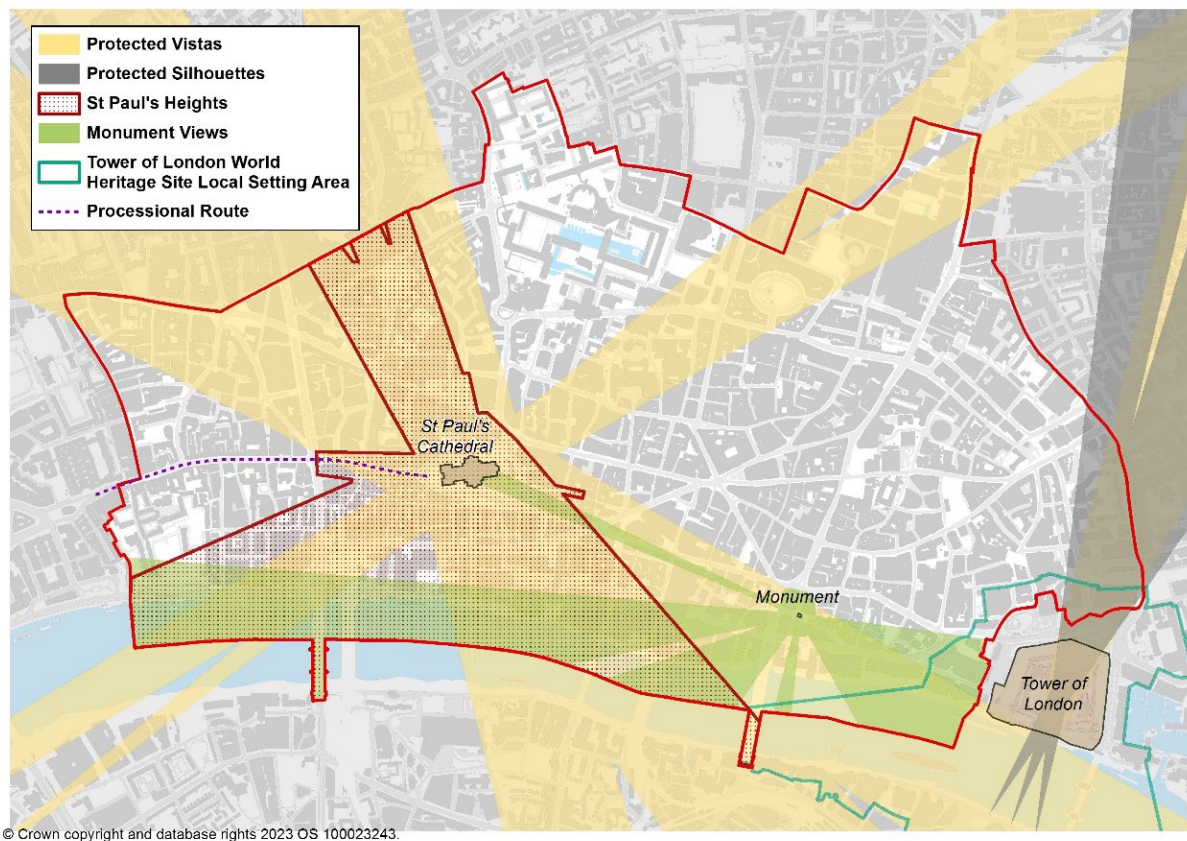 Protected Vistas
Protected Silhouettes
St Paul's Heights
Monument Views
Tower of London World
Heritage Site Local Setting Area
Processional Route
St Paul's
Cathedral
Monument
Tower of
London
© Crown copyright and database rights 2023 OS 100023243.